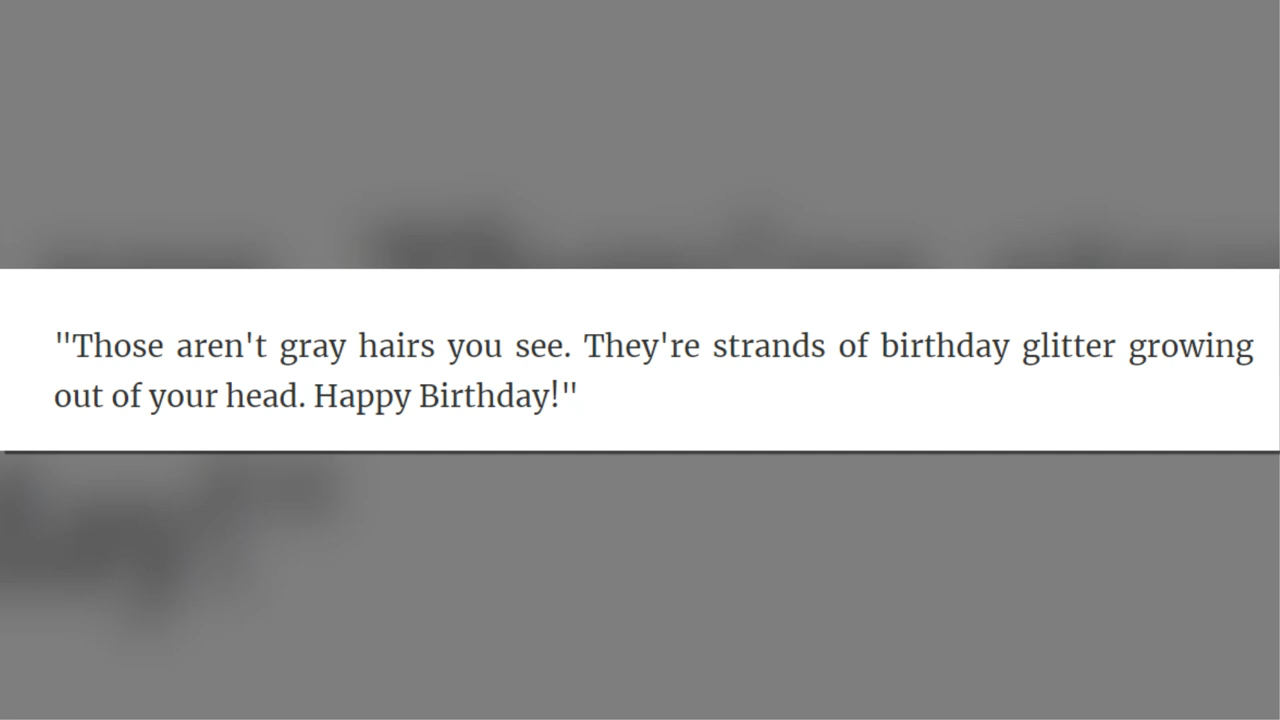 "Those aren't gray hairs you see. They're strands of birthday glitter growing
out of your head. Happy Birthday!"